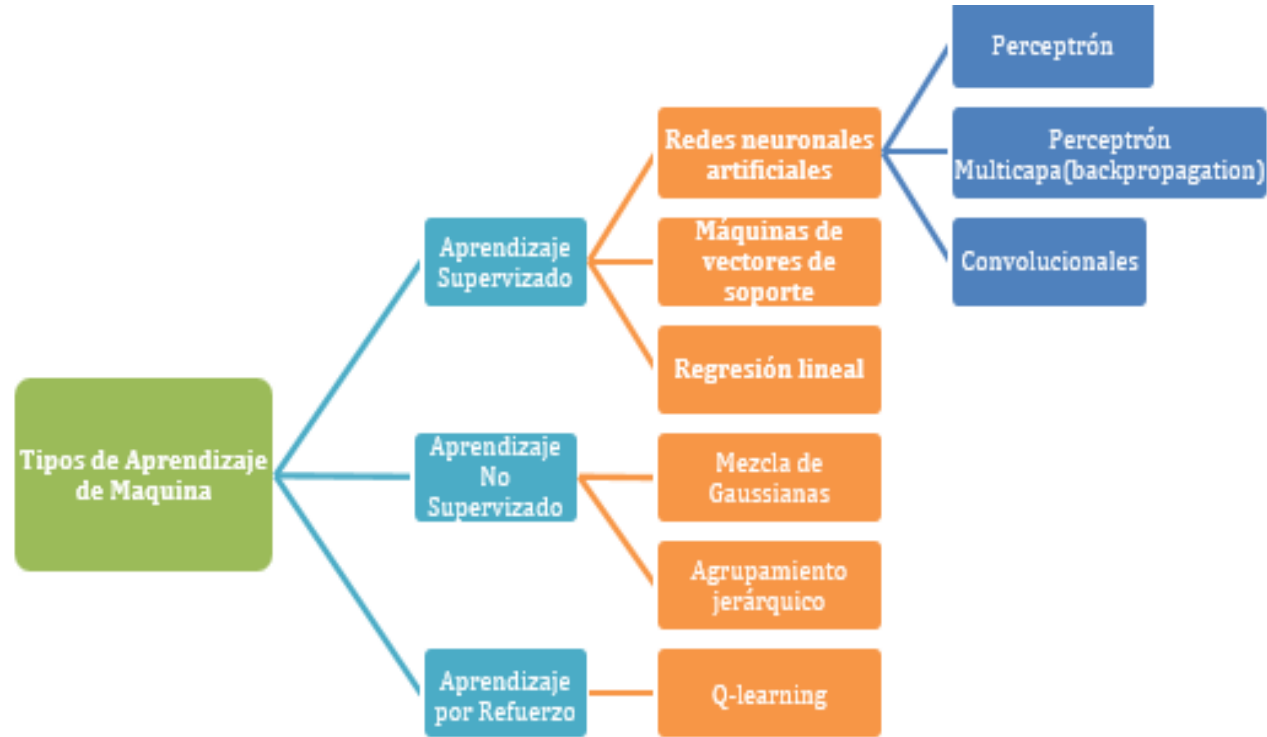 Tipos de Aprendizaje
de Maquina
Aprendizaje
Supervizado
Redes neuronales
artificiales
Perceptrón
Perceptrón
Multicapa(backpropagation)
Convolucionales
Máquinas de
vectores de
soporte
Regresión lineal
Aprendizaje
No
Supervizado
Mezcla de
Gaussianas
Agrupamiento
jerárquico
Aprendizaje
por Refuerzo
Q-learning